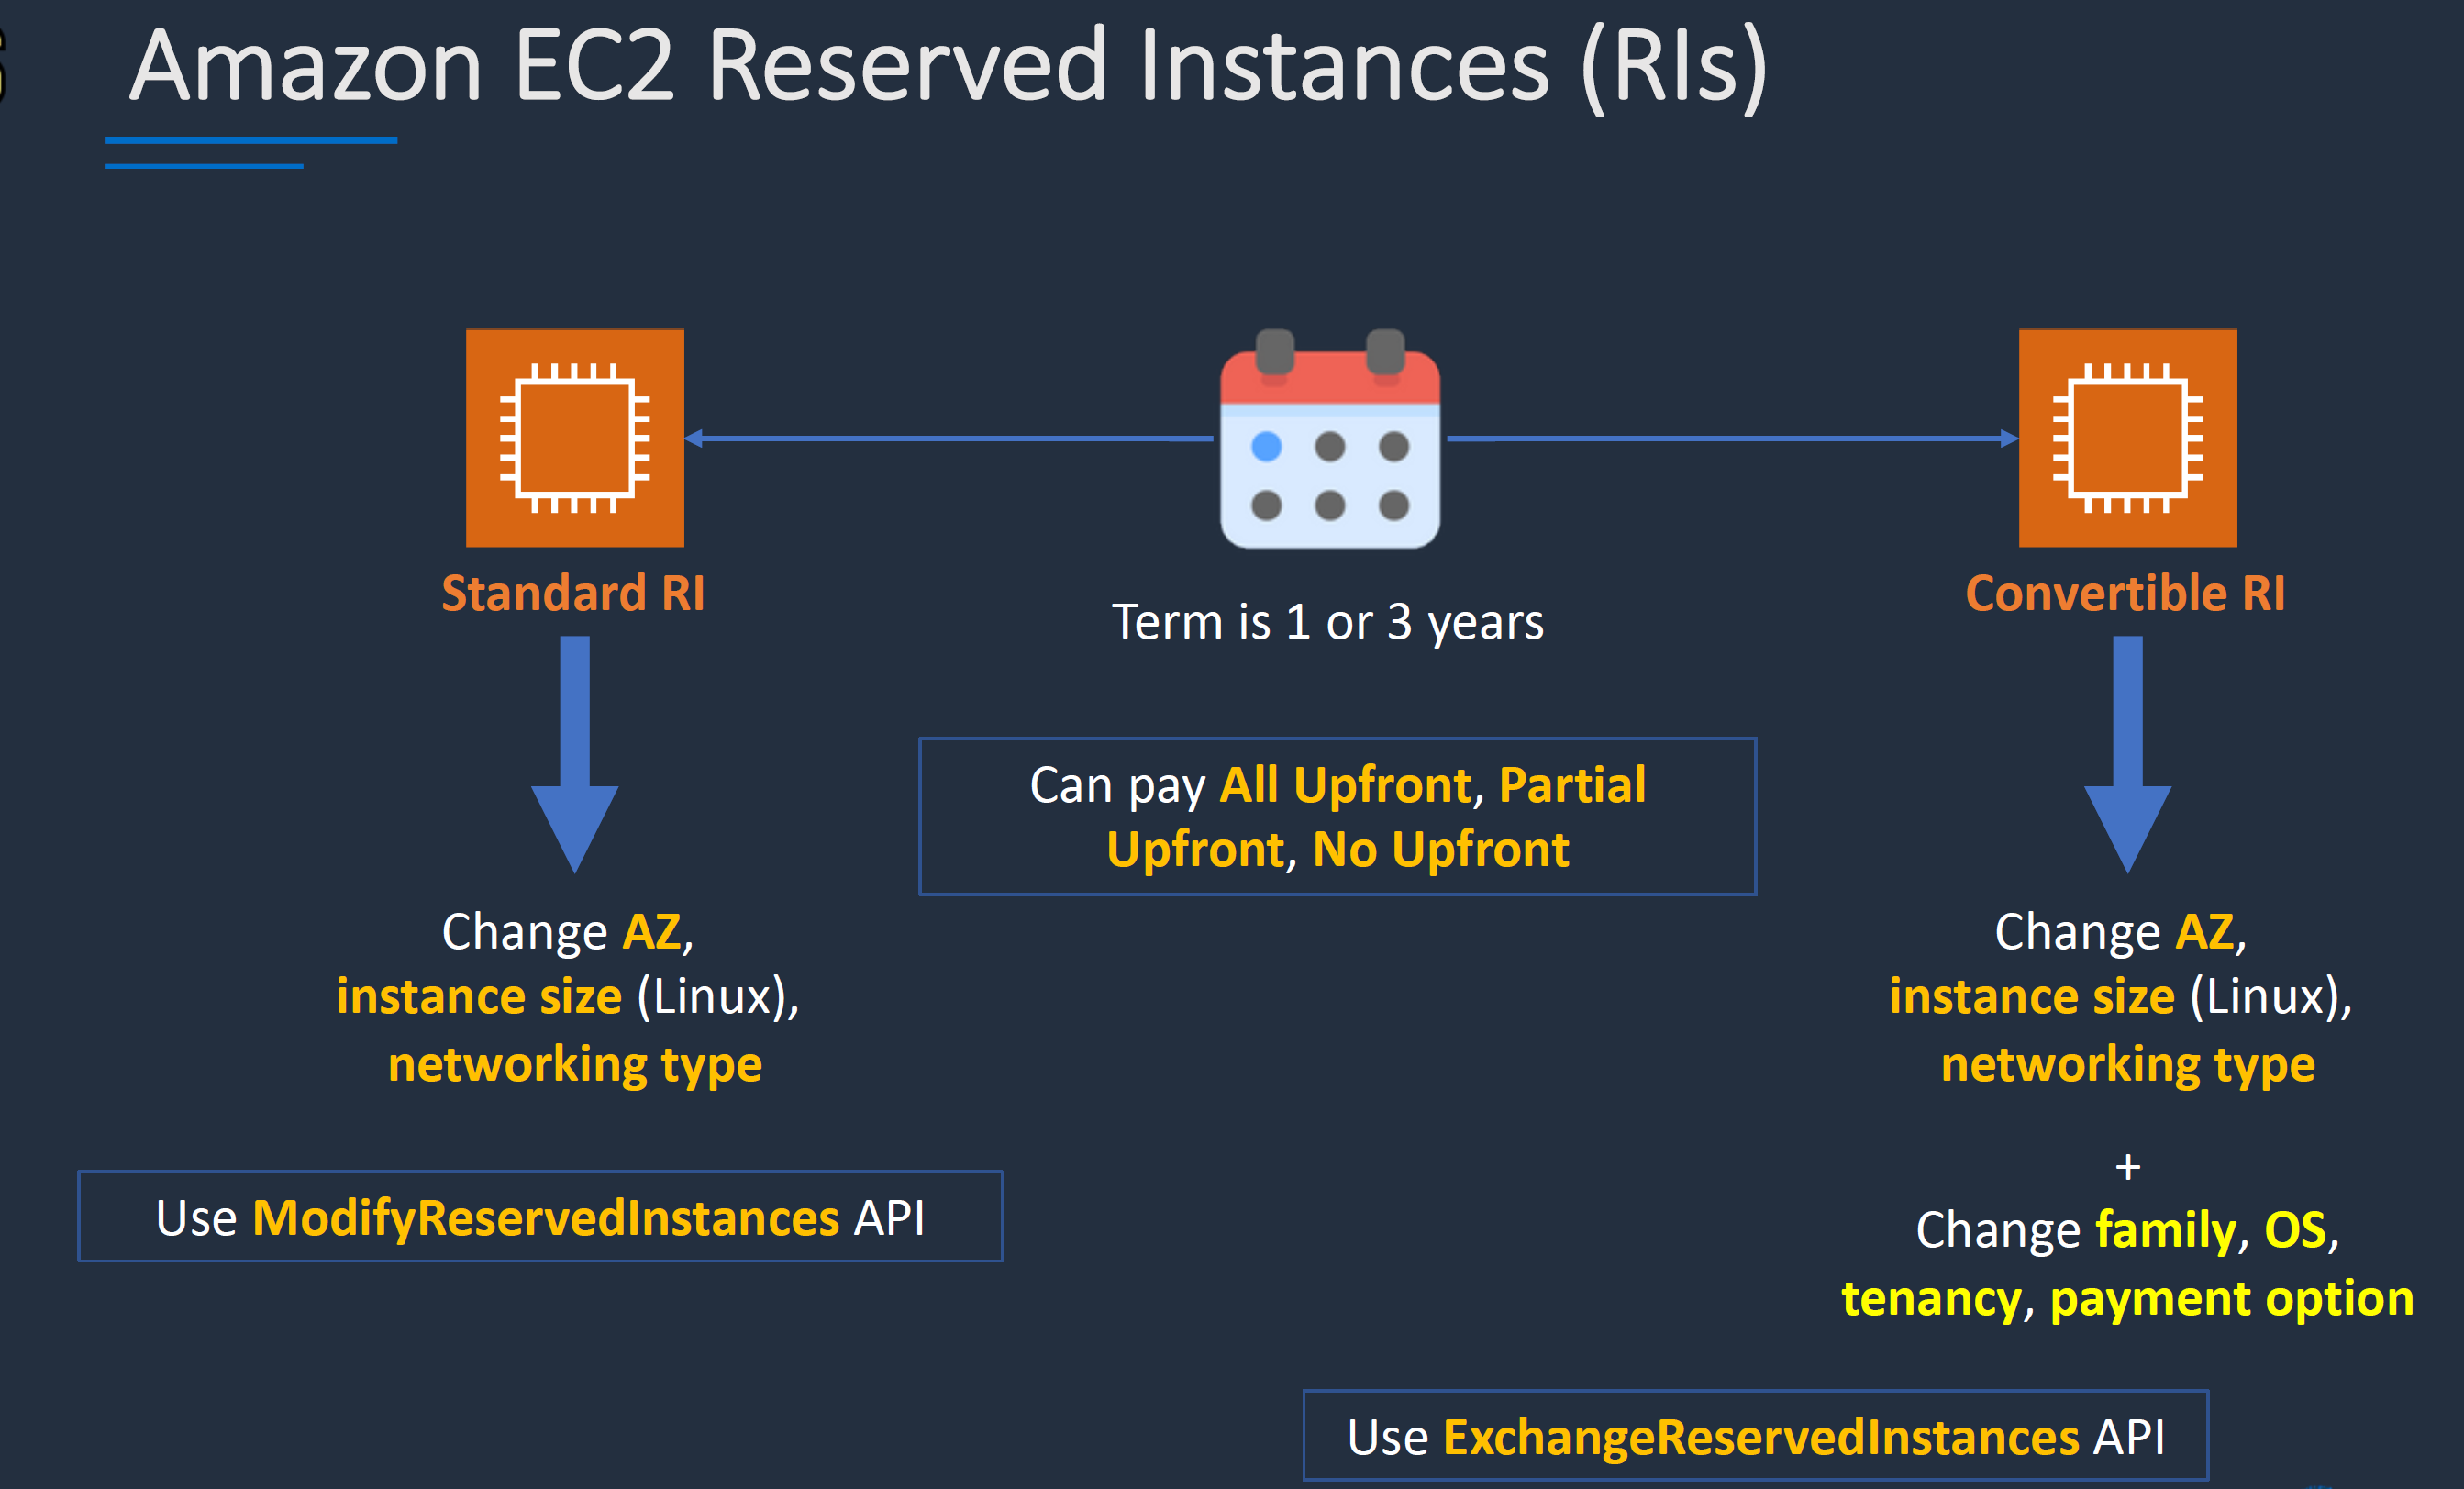 Amazon EC2 Reserved Instances (RIs)
Standard RI
Term is 1 or 3 years
Convertible RI
Can pay All Upfront, Partial
Upfront, No Upfront
Change AZ,
instance size (Linux),
networking type
Use ModifyReservedInstances API
Change AZ,
instance size (Linux),
networking type
+
Change family, OS,
tenancy, payment option
Use ExchangeReservedInstances API